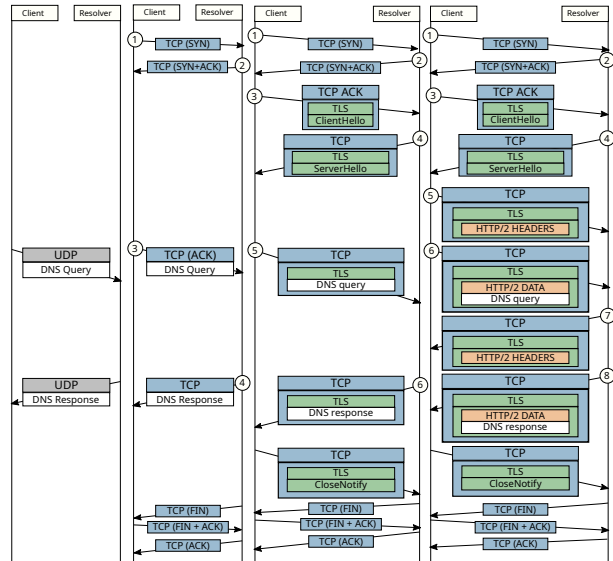 Client
Resolver
Client
Resolver
Client
Resolver
Client
Resolver
UDP
DNS Query
UDP
DNS Response
1
TCP (SYN)
2
TCP (SYN+ACK)
3
TCP (ACK)
DNS Query
4
TCP
DNS Response
TCP (FIN)
TCP (FIN + ACK)
TCP (ACK)
1
TCP (SYN)
2
TCP (SYN+ACK)
3
TCP ACK
TLS
ClientHello
4
TCP
TLS
ServerHello
5
TCP
TLS
DNS query
6
TCP
TLS
DNS response
TCP
TLS
CloseNotify
TCP (FIN)
TCP (FIN + ACK)
TCP (ACK)
1
TCP (SYN)
2
TCP (SYN+ACK)
3
TCP ACK
TLS
ClientHello
4
TCP
TLS
ServerHello
5
TCP
TLS
HTTP/2 HEADERS
6
TCP
TLS
HTTP/2 DATA
DNS query
7
TCP
TLS
HTTP/2 HEADERS
8
TCP
TLS
HTTP/2 DATA
DNS response
TCP
TLS
CloseNotify
TCP (FIN)
TCP (FIN + ACK)
TCP (ACK)